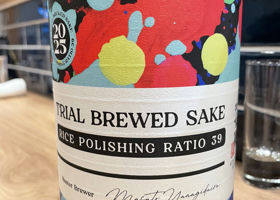 2025
TRIAL BREWED SAKE
RICE POLISHING RATIO 39
Master Brewer